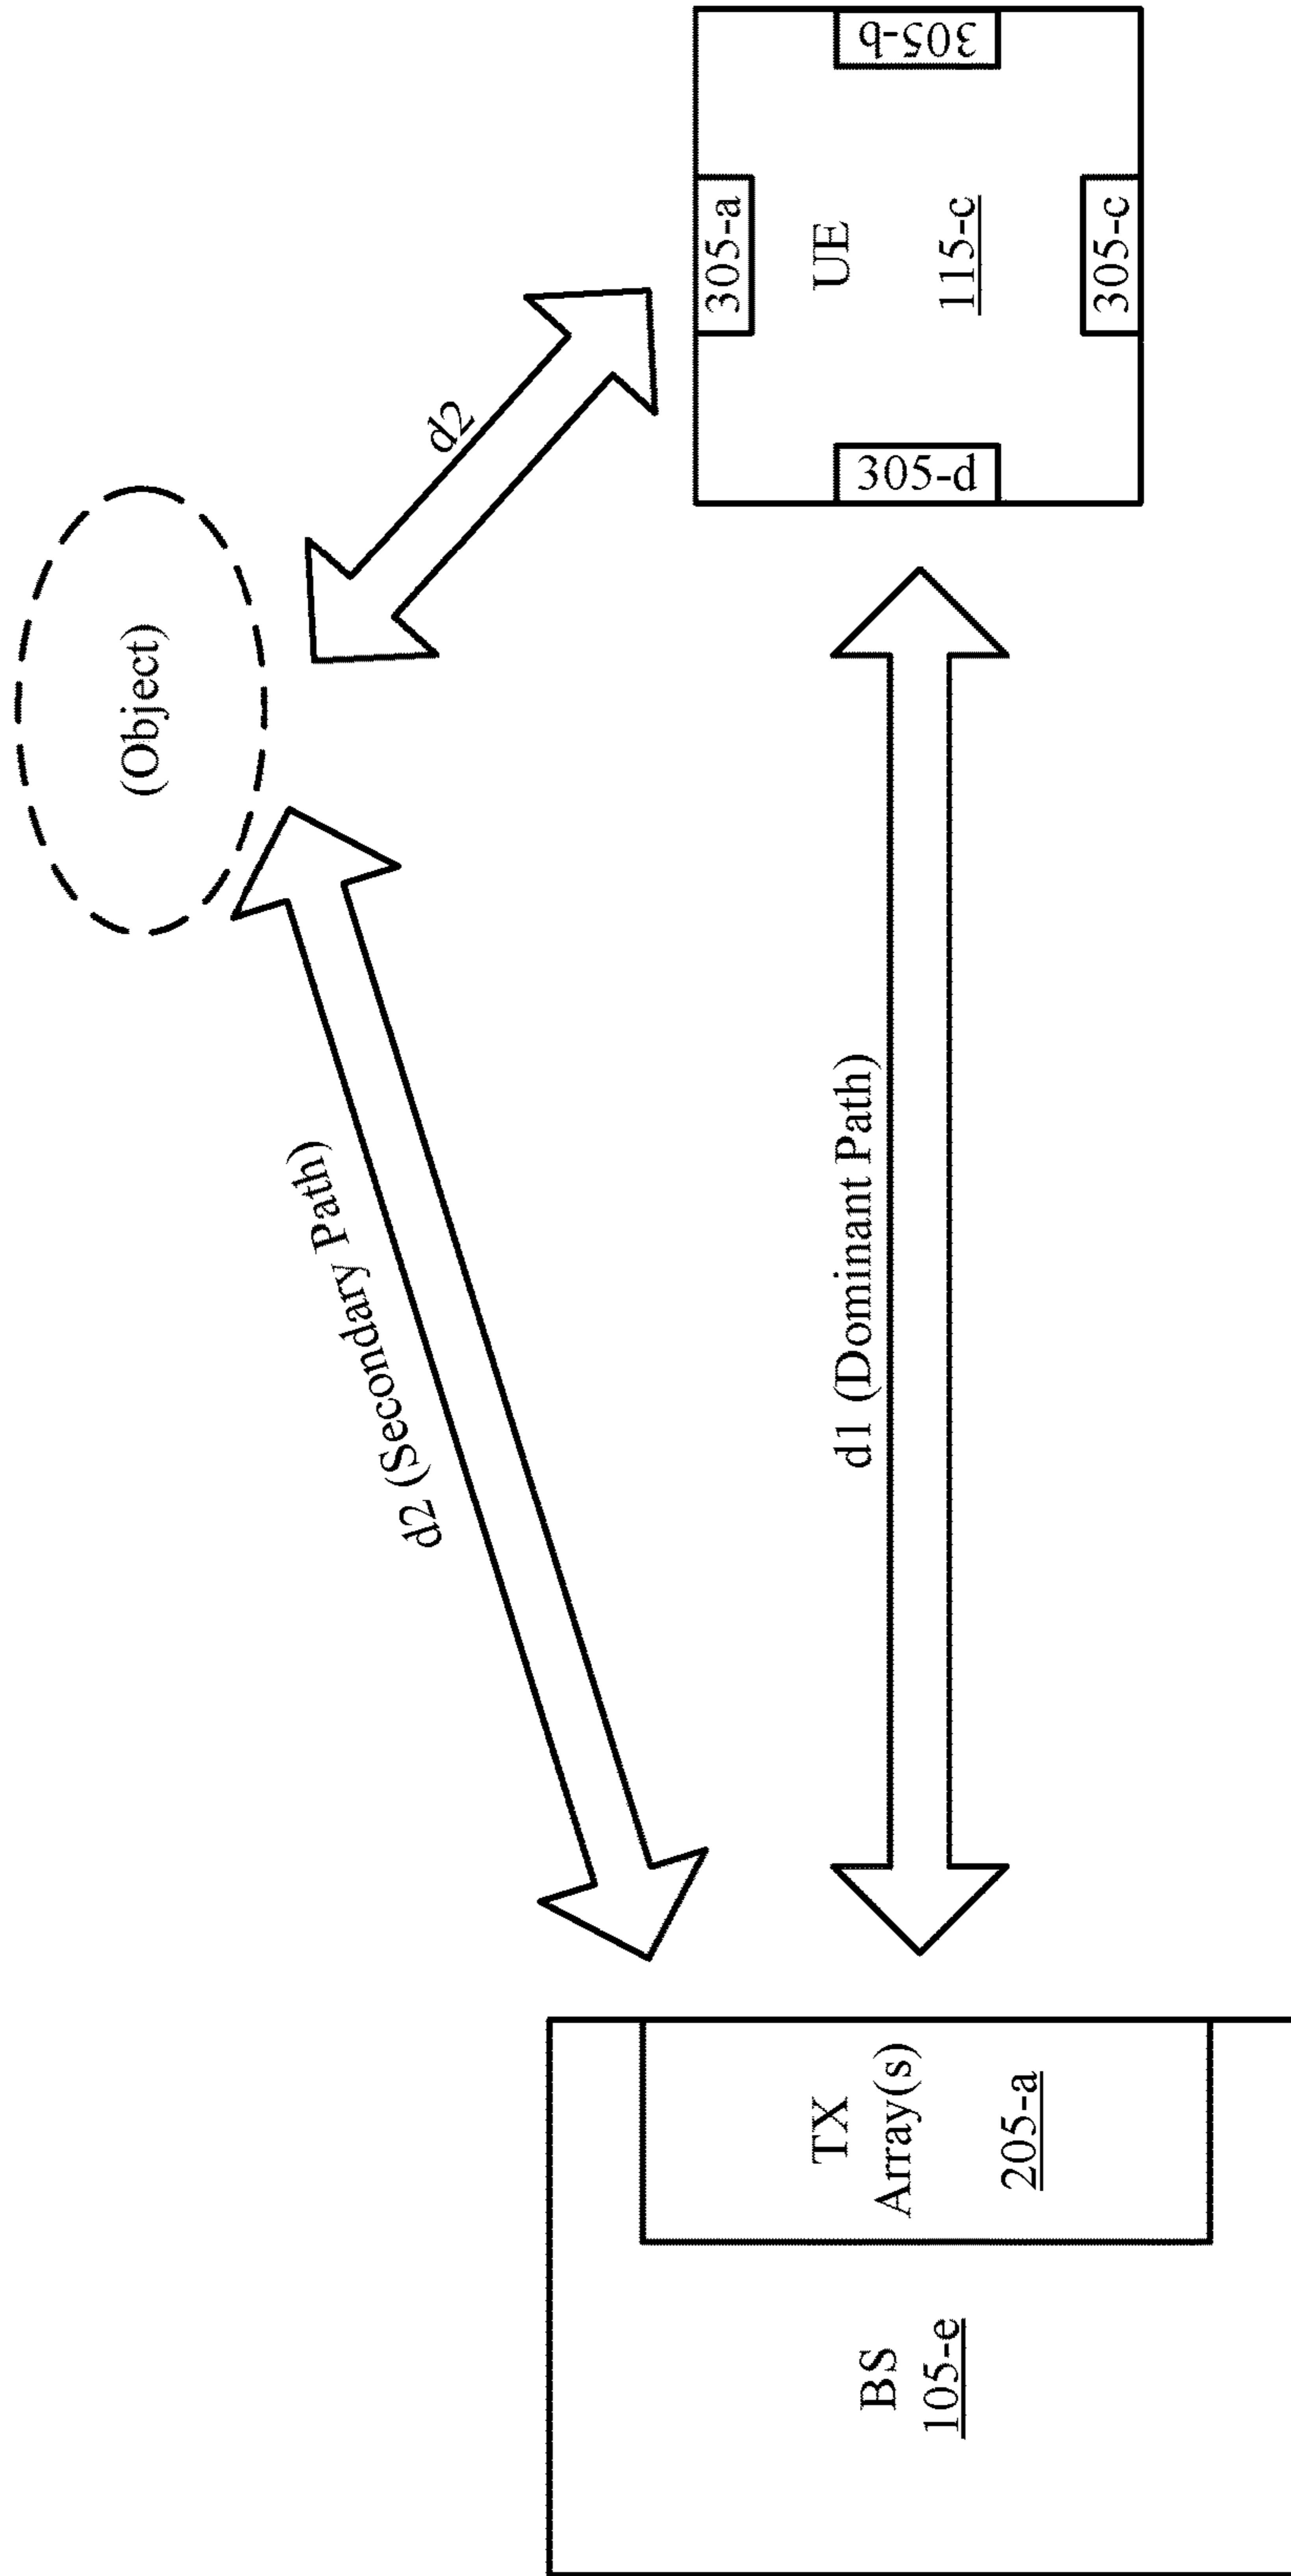 (Object)
d2 (Secondary Path)
d2
d1 (Dominant Path)
BS
105-e
TX
Array(s)
205-a
305-a
305-d
UE
115-c
305-b
305-c